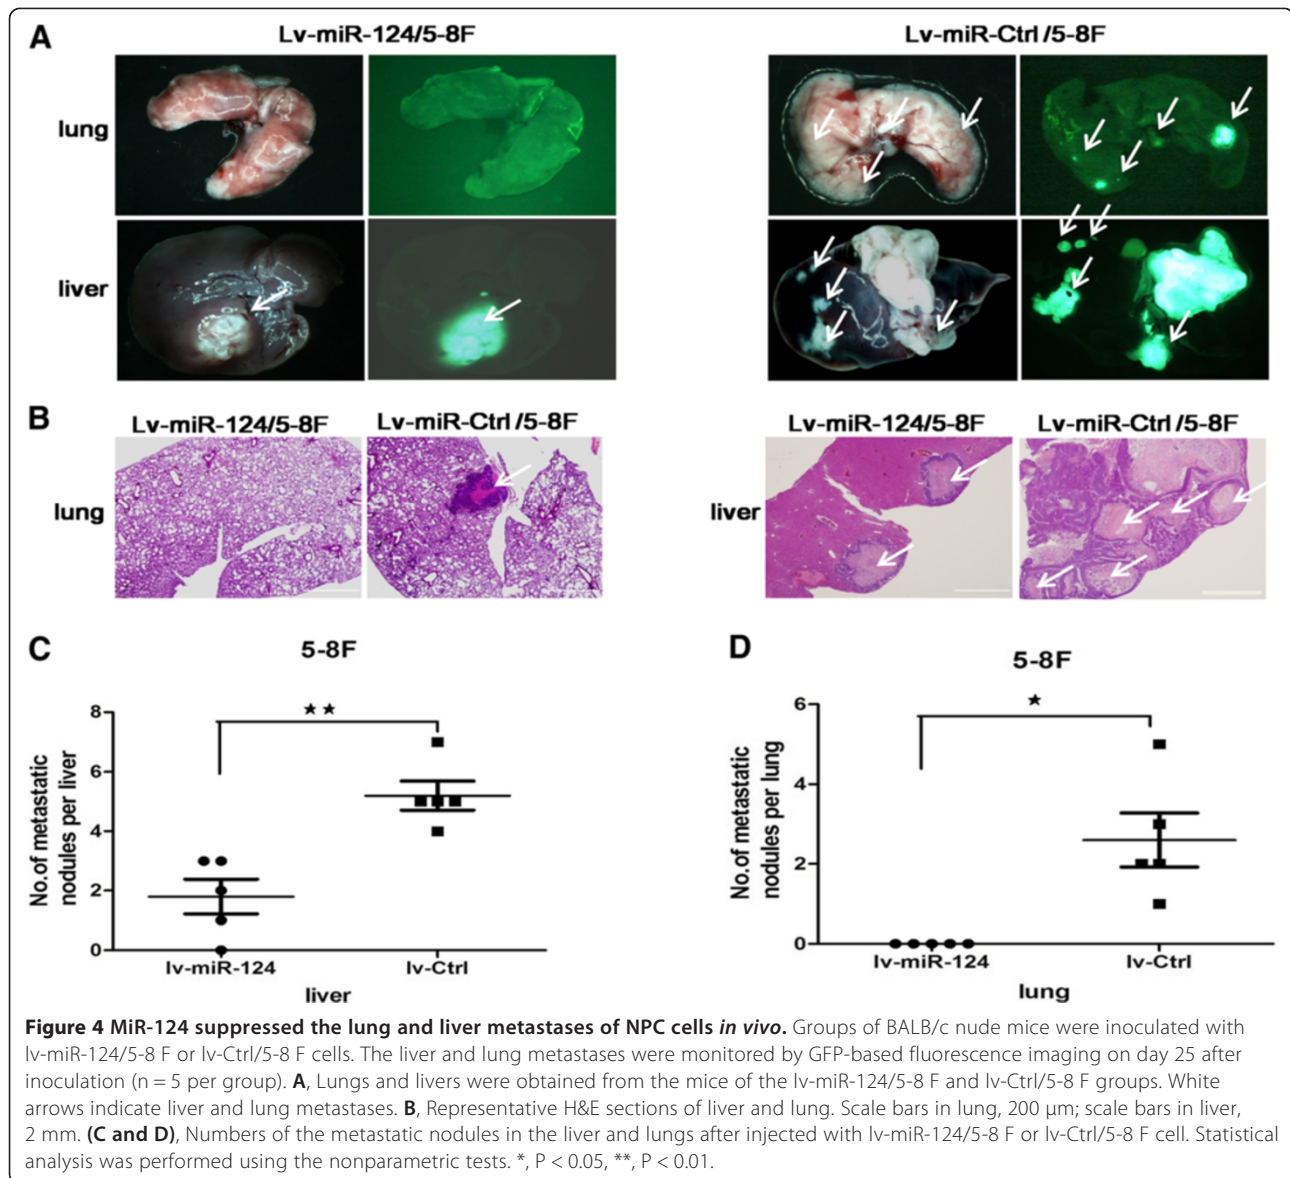 A
Lv-miR-124/5-8F
Lv-miR-Ctrl/5-8F
lung
liver
B
Lv-miR-124/5-8F
Lv-miR-Ctrl/5-8F
Lv-miR-124/5-8F
Lv-miR-Ctrl/5-8F
lung
liver
C
5-8F
★★
No.of metastatic
nodules per liver
8
6
4
2
0
lv-miR-124
lv-Ctrl
liver
D
5-8F
★
No.of metastatic
nodules per lung
6
4
2
0
lv-miR-124
lv-Ctrl
lung
Figure 4 MiR-124 suppressed the lung and liver metastases of NPC cells in vivo. Groups of BALB/c nude mice were inoculated with
lv-miR-124/5-8 F or lv-Ctrl/5-8 F cells. The liver and lung metastases were monitored by GFP-based fluorescence imaging on day 25 after
inoculation (n = 5 per group). A, Lungs and livers were obtained from the mice of the lv-miR-124/5-8 F and lv-Ctrl/5-8 F groups. White
arrows indicate liver and lung metastases. B, Representative H&E sections of liver and lung. Scale bars in lung, 200 μm; scale bars in liver,
2 mm. (C and D), Numbers of the metastatic nodules in the liver and lungs after injected with lv-miR-124/5-8 F or lv-Ctrl/5-8 F cell. Statistical
analysis was performed using the nonparametric tests. *, P < 0.05, **, P < 0.01.